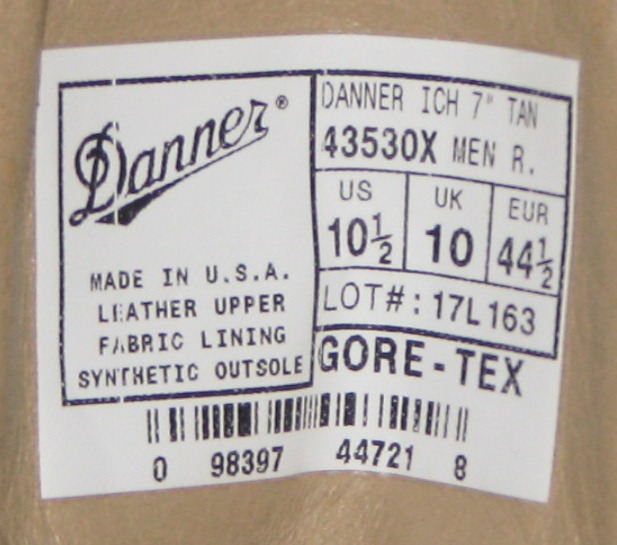 Danner®
MADE IN U.S.A.
LEATHER UPPER
FABRIC LINING
SYNTHETIC OUTSOLE
DANNER ICH 7" TAN
43530X MEN R.
US UK EUR
10½ 10 44½
LOT#: 17L163
GORE-TEX
0 98397 44721 8